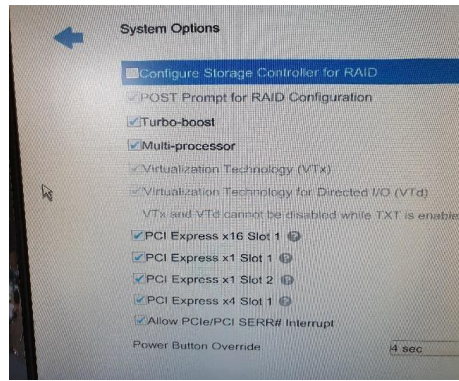 System Options
Configure Storage Controller for RAID
POST Prompt for RAID Configuration
Turbo-boost
Multi-processor
Virtualization Technology (VTx)
Virtualization Technology for Directed I/O (VTd)
VTx and VTd cannot be disabled while TXT is enable
PCI Express x16 Slot 1
PCI Express x1 Slot 1
PCI Express x1 Slot 2
PCI Express x4 Slot 1
Allow PCIe/PCI SERR# Interrupt
Power Button Override 4 sec